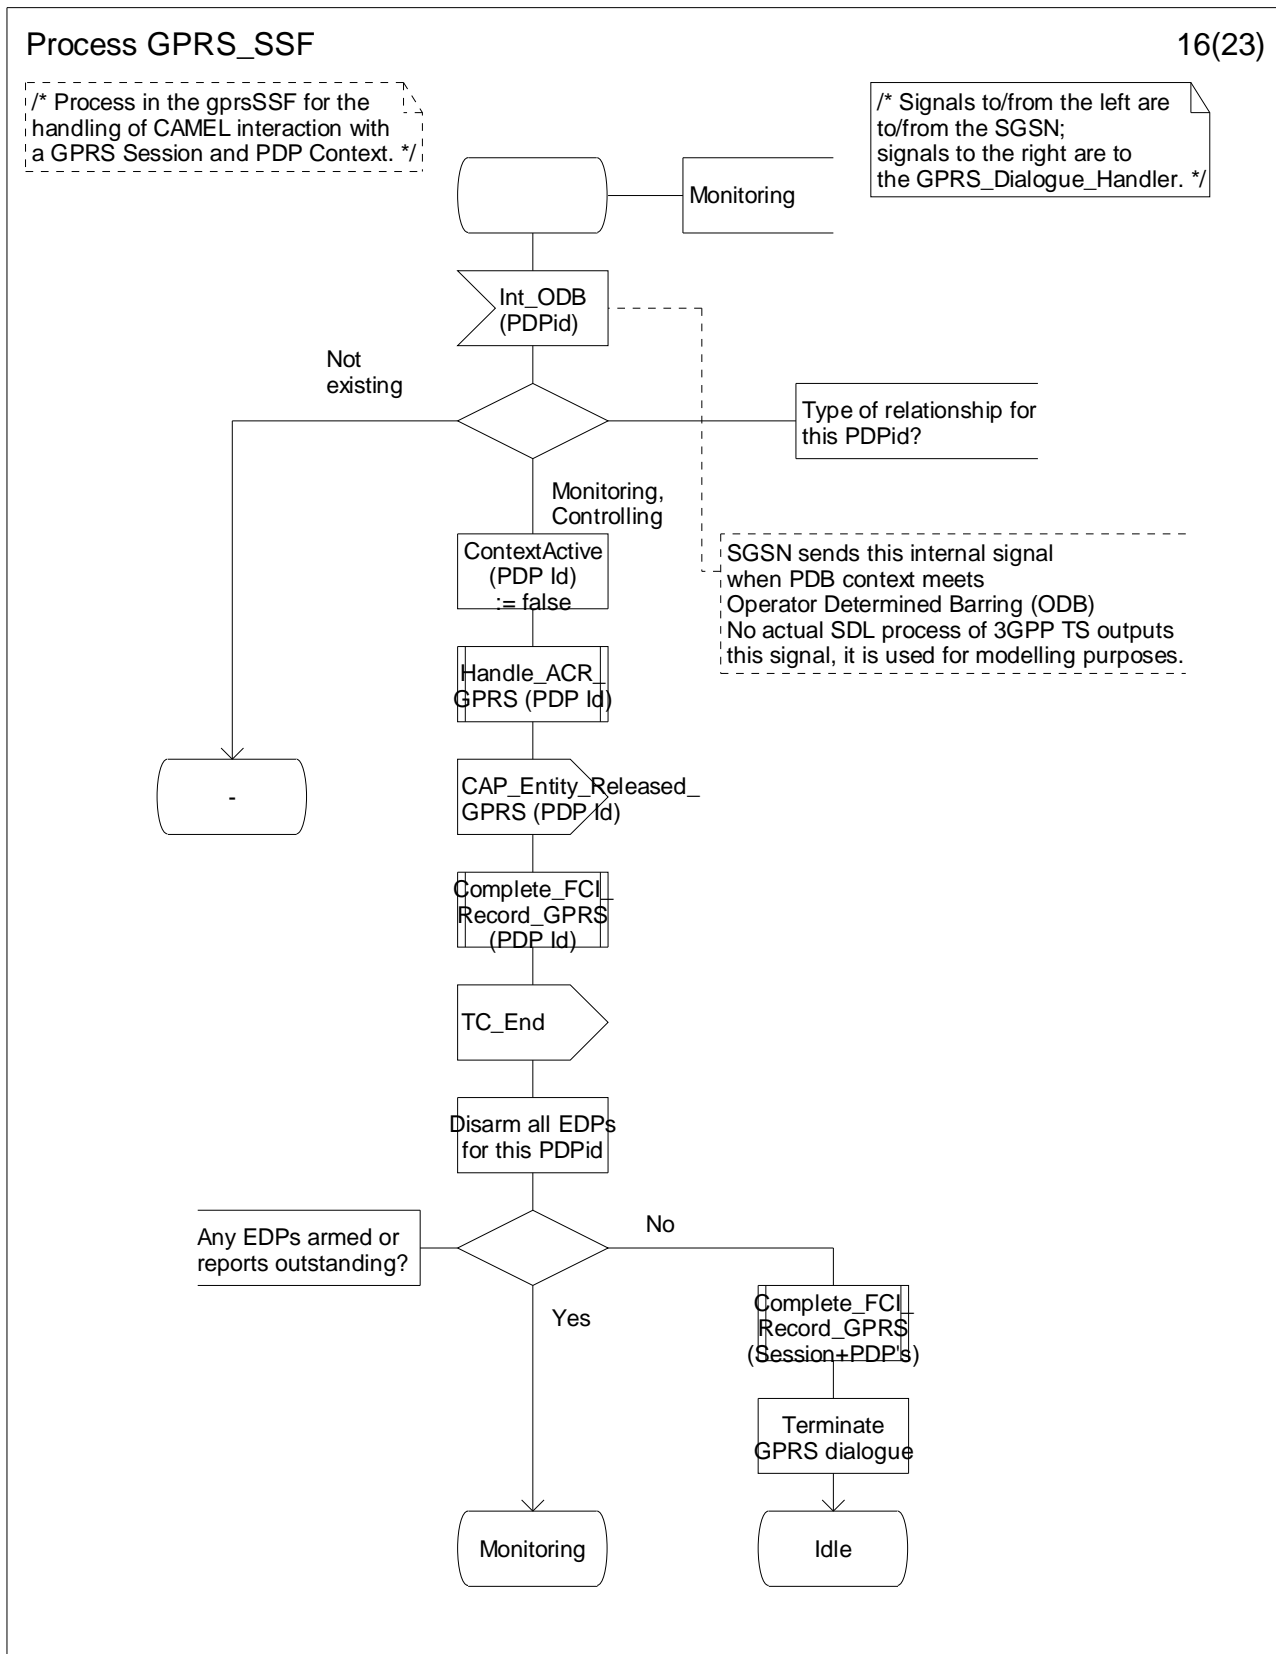 Process GPRS_SSF
16(23)
/* Process in the gprsSSF for the
handling of CAMEL interaction with
a GPRS Session and PDP Context. */
/* Signals to/from the left are
to/from the SGSN;
signals to the right are to
the GPRS_Dialogue_Handler. */
Monitoring
Int_ODB
(PDPid)
Not
existing
Type of relationship for
this PDPid?
Monitoring,
Controlling
ContextActive
(PDP Id)
:= false
SGSN sends this internal signal
when PDB context meets
Operator Determined Barring (ODB)
No actual SDL process of 3GPP TS outputs
this signal, it is used for modelling purposes.
Handle_ACR_
GPRS (PDP Id)
CAP_Entity_Released_
GPRS (PDP Id)
-
Complete_FCI_
Record_GPRS
(PDP Id)
TC_End
Disarm all EDPs
for this PDPid
Any EDPs armed or
reports outstanding?
No
Yes
Complete_FCI_
Record_GPRS
(Session+PDP's)
Terminate
GPRS dialogue
Monitoring
Idle